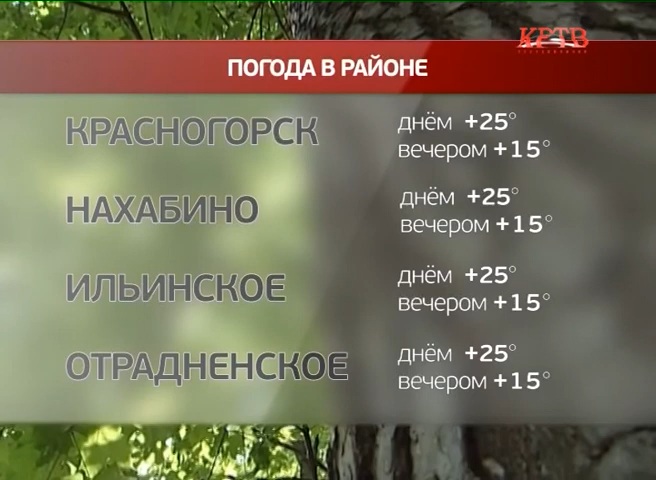 КРТВ
ПОГОДА В РАЙОНЕ
КРАСНОГОРСК
днём +25°
вечером +15°
НАХАБИНО
днём +25°
вечером +15°
ИЛЬИНСКОЕ
днём +25°
вечером +15°
ОТРАДНЕНСКОЕ
днём +25°
вечером +15°